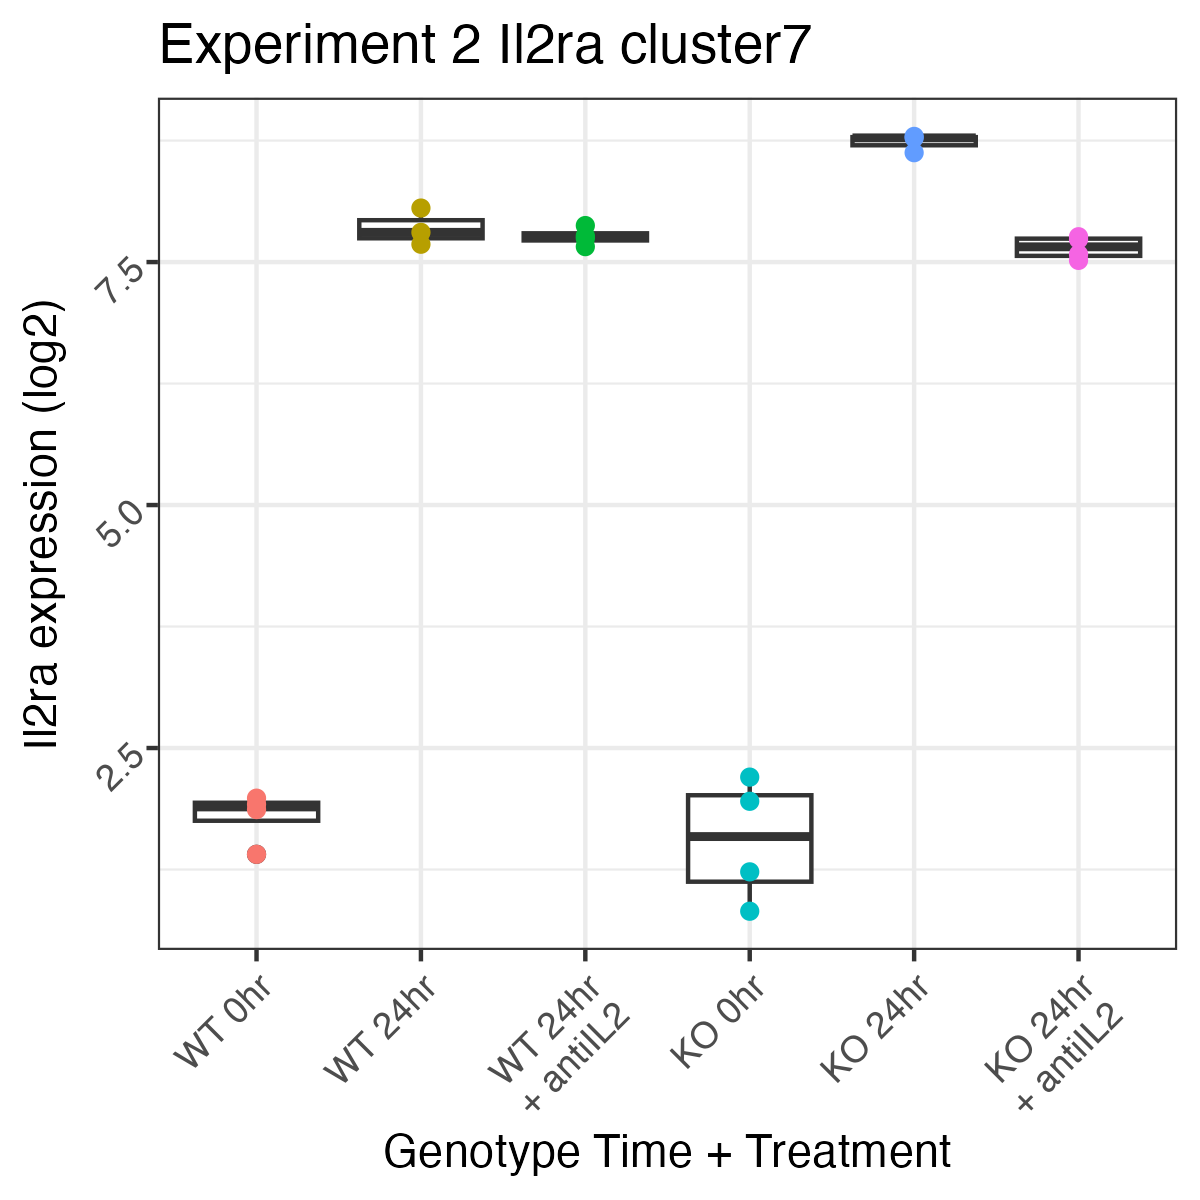 Experiment 2 Il2ra cluster7
Il2ra expression (log2)
7.5
5.0
2.5
WT 0hr
WT 24hr
WT 24hr
+ antiIL2
KO 0hr
KO 24hr
KO 24hr
+ antiIL2
Genotype Time + Treatment